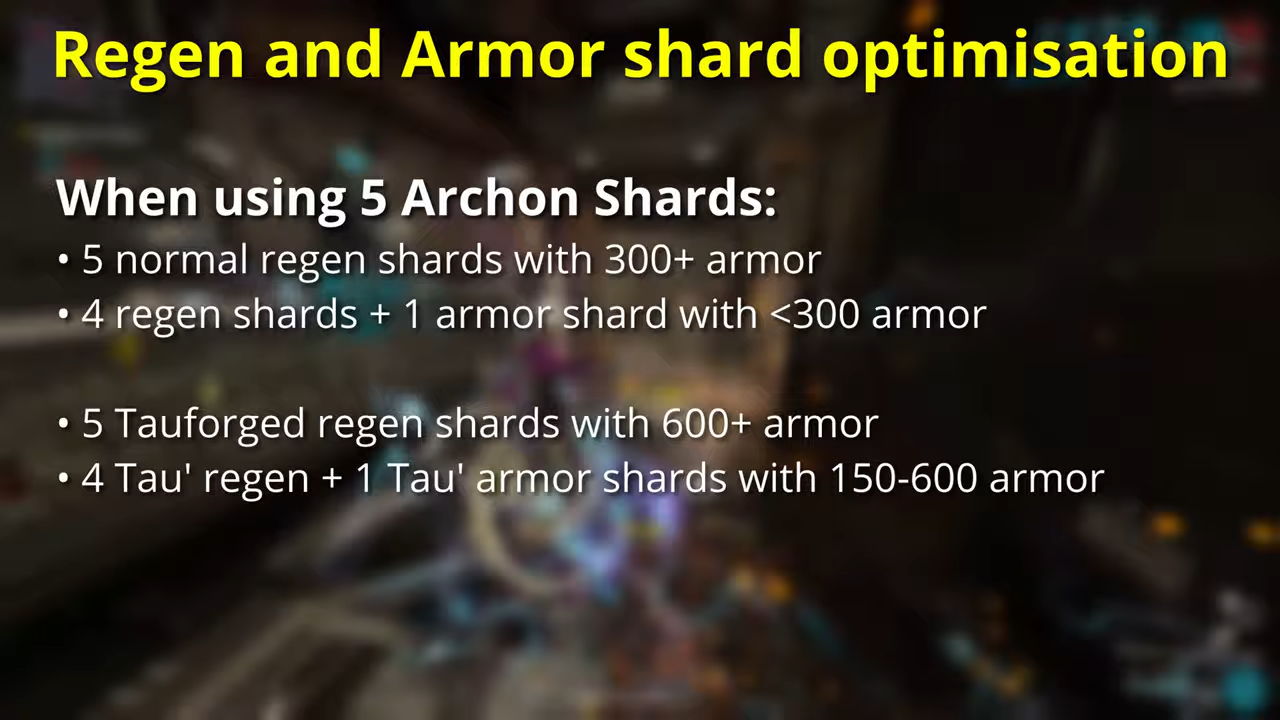 Regen and Armor shard optimisation
When using 5 Archon Shards:
• 5 normal regen shards with 300+ armor
• 4 regen shards + 1 armor shard with <300 armor
• 5 Tauforged regen shards with 600+ armor
• 4 Tau' regen + 1 Tau' armor shards with 150-600 armor